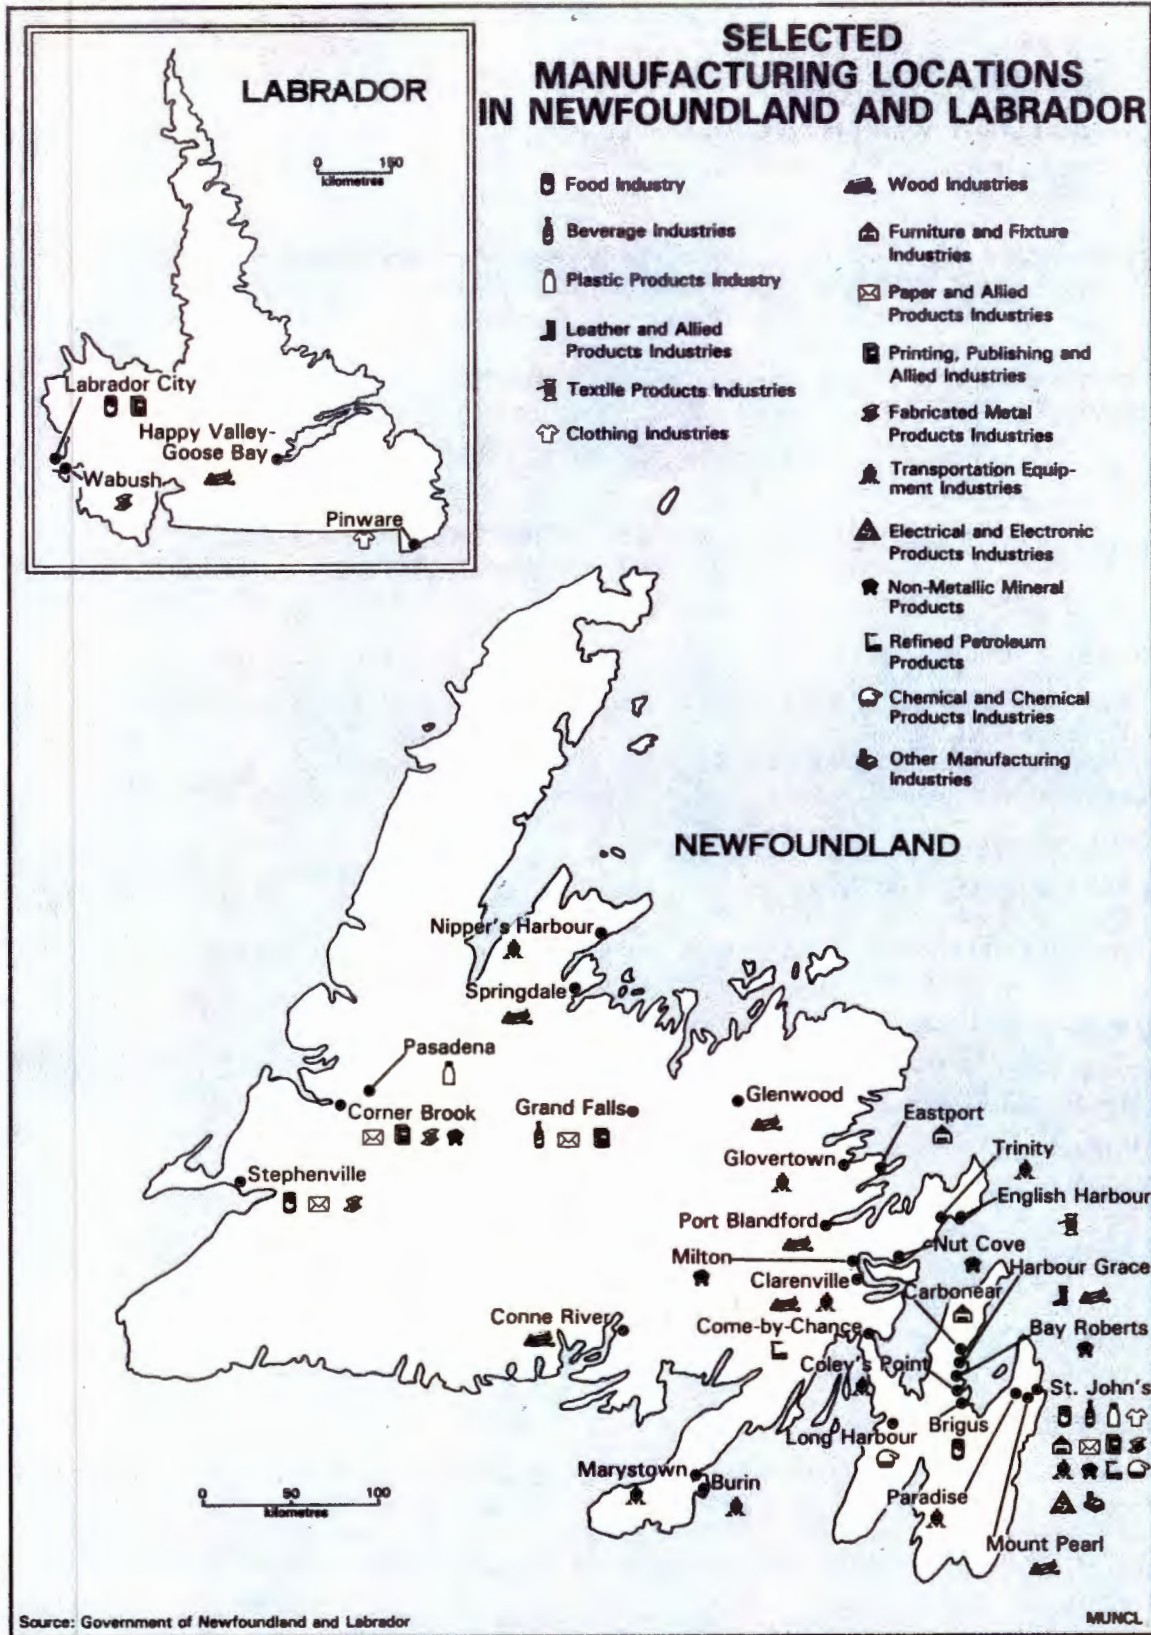 SELECTED
MANUFACTURING LOCATIONS
IN NEWFOUNDLAND AND LABRADOR
LABRADOR
0 150
kilometres
Labrador City
Happy Valley-
Goose Bay
Wabush
Pinware
Food Industry
Beverage Industries
Plastic Products Industry
Leather and Allied
Products Industries
Textile Products Industries
Clothing Industries
Wood Industries
Furniture and Fixture
Industries
Paper and Allied
Products Industries
Printing, Publishing and
Allied Industries
Fabricated Metal
Products Industries
Transportation Equip-
ment Industries
Electrical and Electronic
Products Industries
Non-Metallic Mineral
Products
Refined Petroleum
Products
Chemical and Chemical
Products Industries
Other Manufacturing
Industries
NEWFOUNDLAND
Nipper's Harbour
Springdale
Pasadena
Corner Brook
Grand Falls
Glenwood
Eastport
Stephenville
Glovertown
Trinity
English Harbour
Port Blandford
Milton
Nut Cove
Harbour Grace
Clarenville
Carbonear
Conne River
Come-by-Chance
Bay Roberts
Coley's Point
St. John's
Long Harbour
Brigus
Marystown
Burin
Paradise
Mount Pearl
0 50 100
kilometres
Source: Government of Newfoundland and Labrador
MUNCL